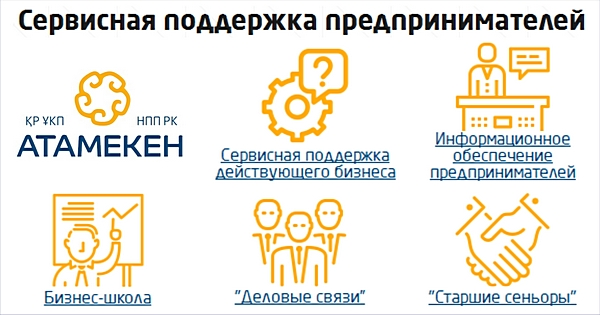 Сервисная поддержка предпринимателей
ҚР ҰКП НПП РК
АТАМЕКЕН
?
Сервисная поддержка
действующего бизнеса
Информационное
обеспечение
предпринимателей
Бизнес-школа
"Деловые связи"
"Старшие сеньоры"